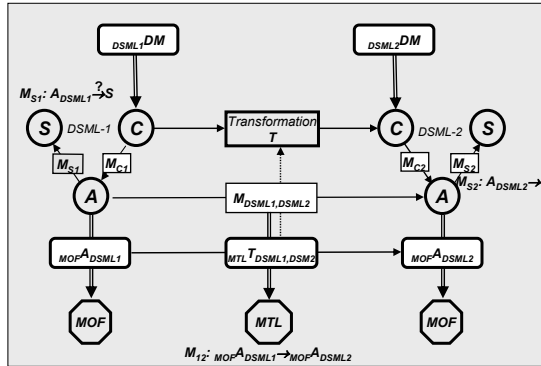 DSML1DM
DSML2DM
MS1: ADSML1 ?→S
S
DSML-1
C
Transformation
T
C
DSML-2
S
MS1
MC1
MC2
MS2
MS2: ADSML2→
A
MDSML1,DSML2
A
MOFADSML1
MTLTDSML1,DSM2
MOFADSML2
MOF
MTL
MOF
M12: MOFADSML1→MOFADSML2